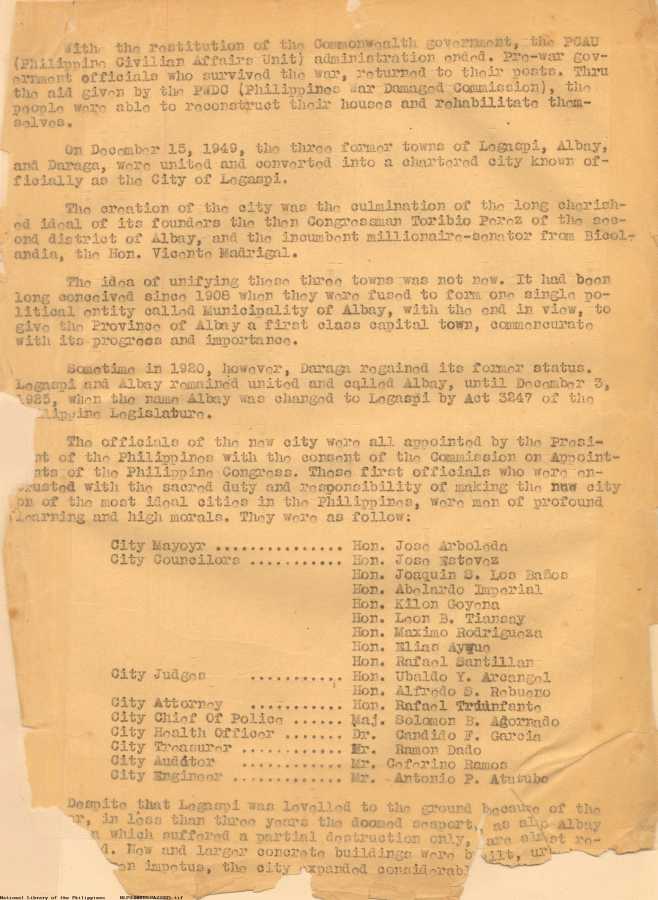 With the restitution of the Commonwealth government, the PCAU
(Philippine Civilian Affairs Unit) administration ended. Pre-war gov-
ernment officials who survived the war, returned to their posts. Thru
the aid given by the PWDC (Philippines War Damaged Commission), the
people were able to reconstruct their houses and rehabilitate them-
selves.
On December 15, 1949, the three former towns of Legaspi, Albay,
and Daraga, were united and converted into a chartered city known of-
ficially as the City of Legaspi.
The creation of the city was the culmination of the long cherish-
ed ideal of its founders the then Congressman Toribio Perez of the sec-
ond district of Albay, and the incumbent millionaire-senator from Bicol-
andia, the Hon. Vicente Madrigal.
The idea of unifying these three towns was not new. It had been
long conceived since 1908 when they were fused to form one single po-
litical entity called Municipality of Albay, with the end in view, to
give the Province of Albay a first class capital town, commencurate
with its progress and importance.
Sometime in 1920, however, Daraga regained its former status.
Legaspi and Albay remained united and called Albay, until December 3,
1925, when the name Albay was changed to Legaspi by Act 3247 of the
ilippine Legislature.
The officials of the new city were all appointed by the Presi-
nt of the Philippines with the consent of the Commission on Appoint-
nts of the Philippine Congress. These first officials who were en-
rusted with the sacred duty and responsibility of making the new city
on of the most ideal cities in the Philippines, were men of profound
learning and high morals. They were as follow:
City Mayoyr ............... Hon. Jose Arboleda
City Councilors ........... Hon. Jose Estevez
Hon. Joaquin S. Los Baños
Hon. Abelardo Imperial
Hon. Kilon Goyena
Hon. Leon B. Tiansay
Hon. Maximo Rodrigueza
Hon. Elias Ayque
Hon. Rafael Santillan
City Judges ........... Hon. Ubaldo Y. Arcangel
Hon. Alfredo S. Rebueno
City Attorney ........... Hon. Rafael Triunfante
City Chief Of Police ...... Maj. Solomon B. Agornado
City Health Officer ....... Dr. Candido F. Garcia
City Treasurer ............ Mr. Ramon Dado
City Auditor ............ Mr. Ceferino Ramos
City Engineer ............ Mr. Antonio P. Atutubo
Despite that Legaspi was levelled to the ground because of the
ar, in less than three years the doomed seaport, as also Albay
which suffered a partial destruction only, are almost re-
d. New and larger concrete buildings were built, ur
en impetus, the city expanded considerabl
National Library of the Philippines